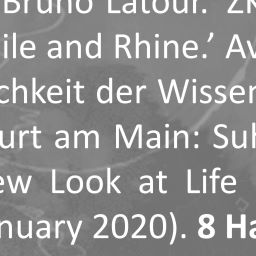 Bruno Latour.' ZK
ile and Rhine.' Av
chkeit der Wissen
urt am Main: Suh
ew Look at Life
nuary 2020). 8 Ha